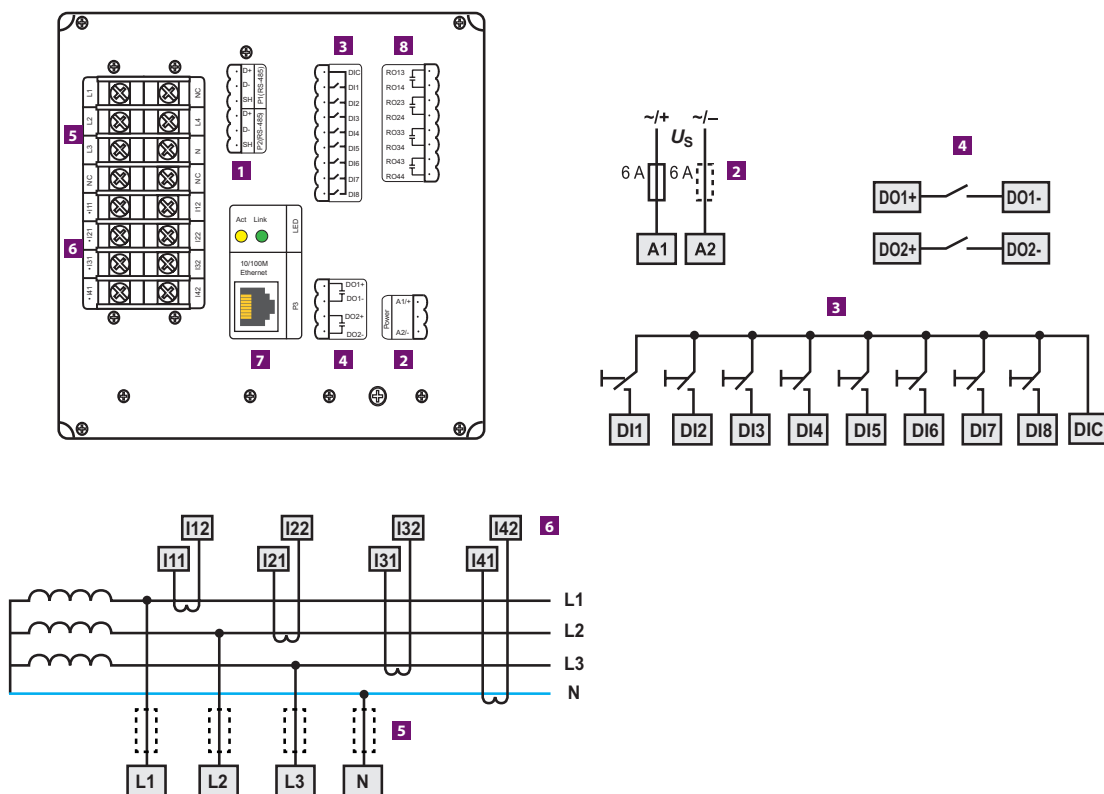 3
8
5
6
L1
NC
L2
L4
L3
N
NC
NC
•I11
I12
•I21
I22
•I31
I32
•I41
I42
D+
D-
SH
P1(RS-485)
D+
D-
SH
P2/(RS-485)
1
DIC
DI1
DI2
DI3
DI4
DI5
DI6
DI7
DI8
RO13
RO14
RO23
RO24
RO33
RO34
RO43
RO44
Act Link
LED
10/100M
Ethernet
P3
7
DO1+
DO1-
DO2+
DO2-
4
Power
A1/+
A2/-
2
~/+ ~/–
US
6 A 6 A
2
A1 A2
4
DO1+ DO1-
DO2+ DO2-
3
DI1 DI2 DI3 DI4 DI5 DI6 DI7 DI8 DIC
I12 I22 I32 I42
6
I11 I21 I31 I41
L1
L2
L3
N
5
L1 L2 L3 N